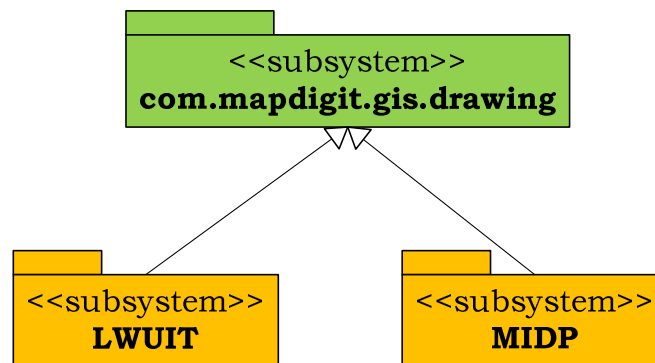 <<subsystem>>
com.mapdigit.gis.drawing
<<subsystem>>
LWUIT
<<subsystem>>
MIDP